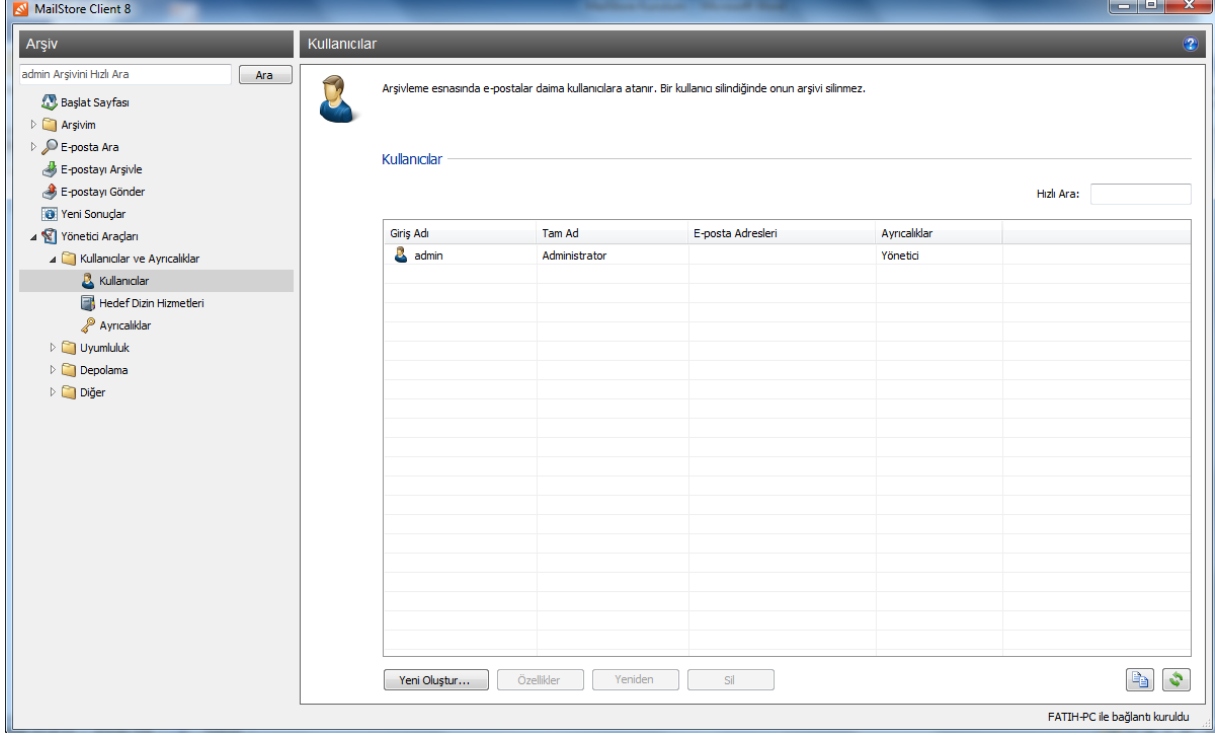 MailStore Client 8
Arşiv
Kullanıcılar
admin Arşivini Hızlı Ara
Ara
Başlat Sayfası
Arşivim
E-posta Ara
E-postayı Arşivle
E-postayı Gönder
Yeni Sonuçlar
Yönetici Araçları
Kullanıcılar ve Ayrıcalıklar
Kullanıcılar
Hedef Dizin Hizmetleri
Ayrıcalıklar
Uyumluluk
Depolama
Diğer
Arşivleme esnasında e-postalar daima kullanıcılara atanır. Bir kullanıcı silindiğinde onun arşivi silinmez.
Kullanıcılar
Hızlı Ara:
Giriş Adı Tam Ad E-posta Adresleri Ayrıcalıklar
admin Administrator Yönetici
Yeni Oluştur... Özellikler Yeniden Sil
FATIH-PC ile bağlantı kuruldu